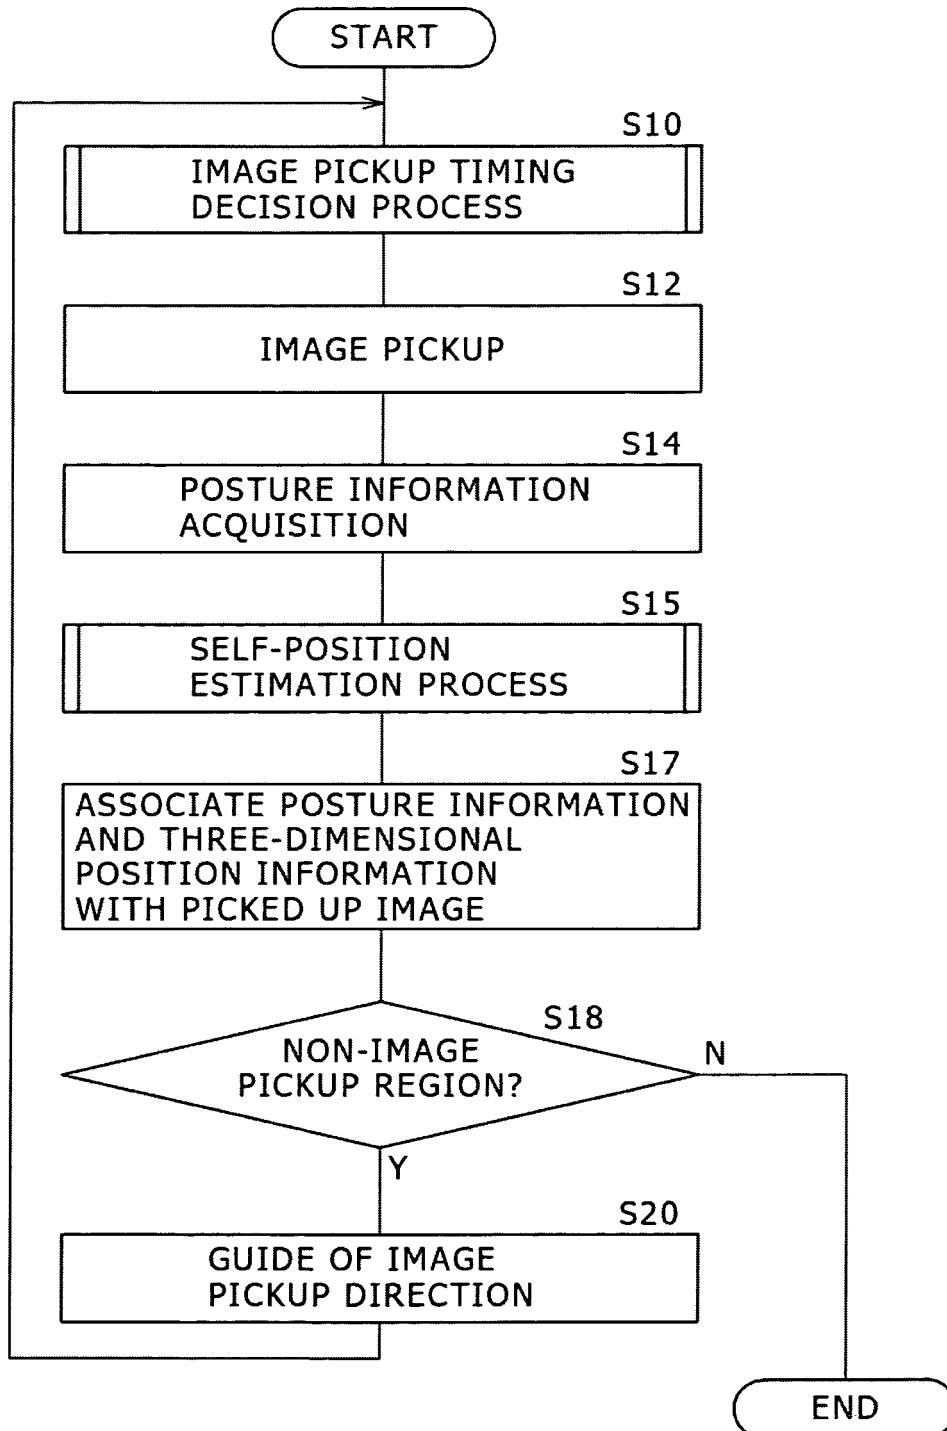 START
S10
IMAGE PICKUP TIMING
DECISION PROCESS
S12
IMAGE PICKUP
S14
POSTURE INFORMATION
ACQUISITION
S15
SELF-POSITION
ESTIMATION PROCESS
S17
ASSOCIATE POSTURE INFORMATION
AND THREE-DIMENSIONAL
POSITION INFORMATION
WITH PICKED UP IMAGE
S18
NON-IMAGE
PICKUP REGION?
N
Y
S20
GUIDE OF IMAGE
PICKUP DIRECTION
END